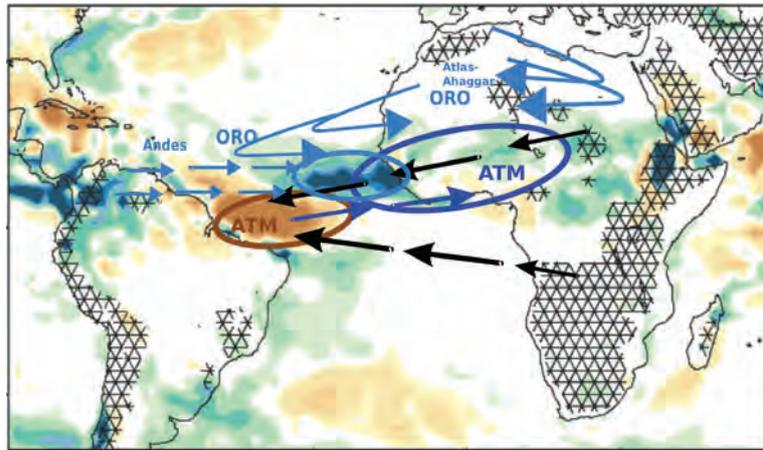 Atlas-
Ahaggar
ORO
ORO
Andes
ATM
ATM